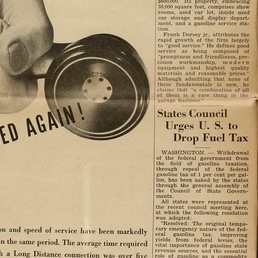 $600,000. Its property, embracing
58,000 square feet, comprises show
rooms, used car lot, inside used
car storage and display depart-
ment, and a gasoline service sta-
tion.
Frank Dorsey jr., attributes the
rapid growth of the firm largely
to "good service." He defines good
service as being composed of
"promptness and friendliness, pre-
cision workmanship, modern
equipment and highest quality
materials and reasonable prices."
Although admitting that none of
these fundamentals is new, he
claims that "a combination of all
of them is a rare thing in the
garage business."
States Council
Urges U. S. to
Drop Fuel Tax
WASHINGTON. — Withdrawal
of the federal government from
the field of gasoline taxation,
through repeal of the federal
gasoline tax of 1 per cent per gal-
lon, has been asked by the states
through the general assembly of
the Council of State Govern-
ments.
All states were represented at
the recent council meeting here,
at which the following resolution
was adopted:
"Resolved: The original tempo-
rary emergency nature of the fed-
eral gasoline tax, improving
yields from federal levies, the
vital importance of gasoline state
revenue sources, and the essential
role of gasoline as a commodity
ED AGAIN!
on and speed of service have been markedly
in the same period. The average time required
h a Long Distance connection was over five